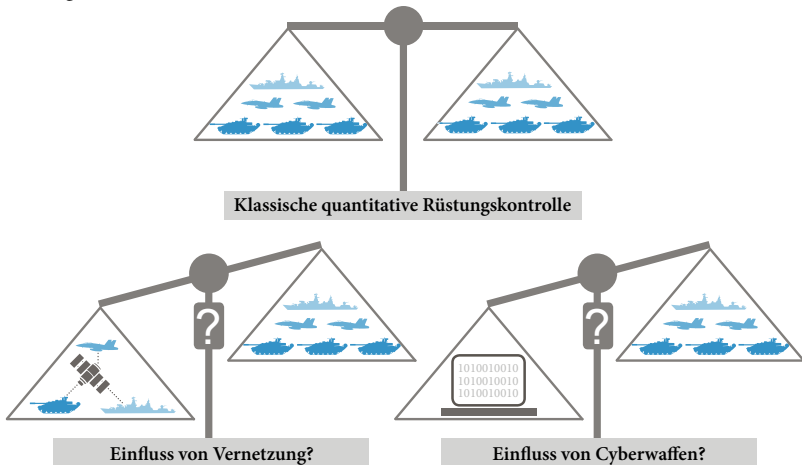 Klassische quantitative Rüstungskontrolle
?
?
1010010010
1010010010
1010010010
Einfluss von Vernetzung?
Einfluss von Cyberwaffen?